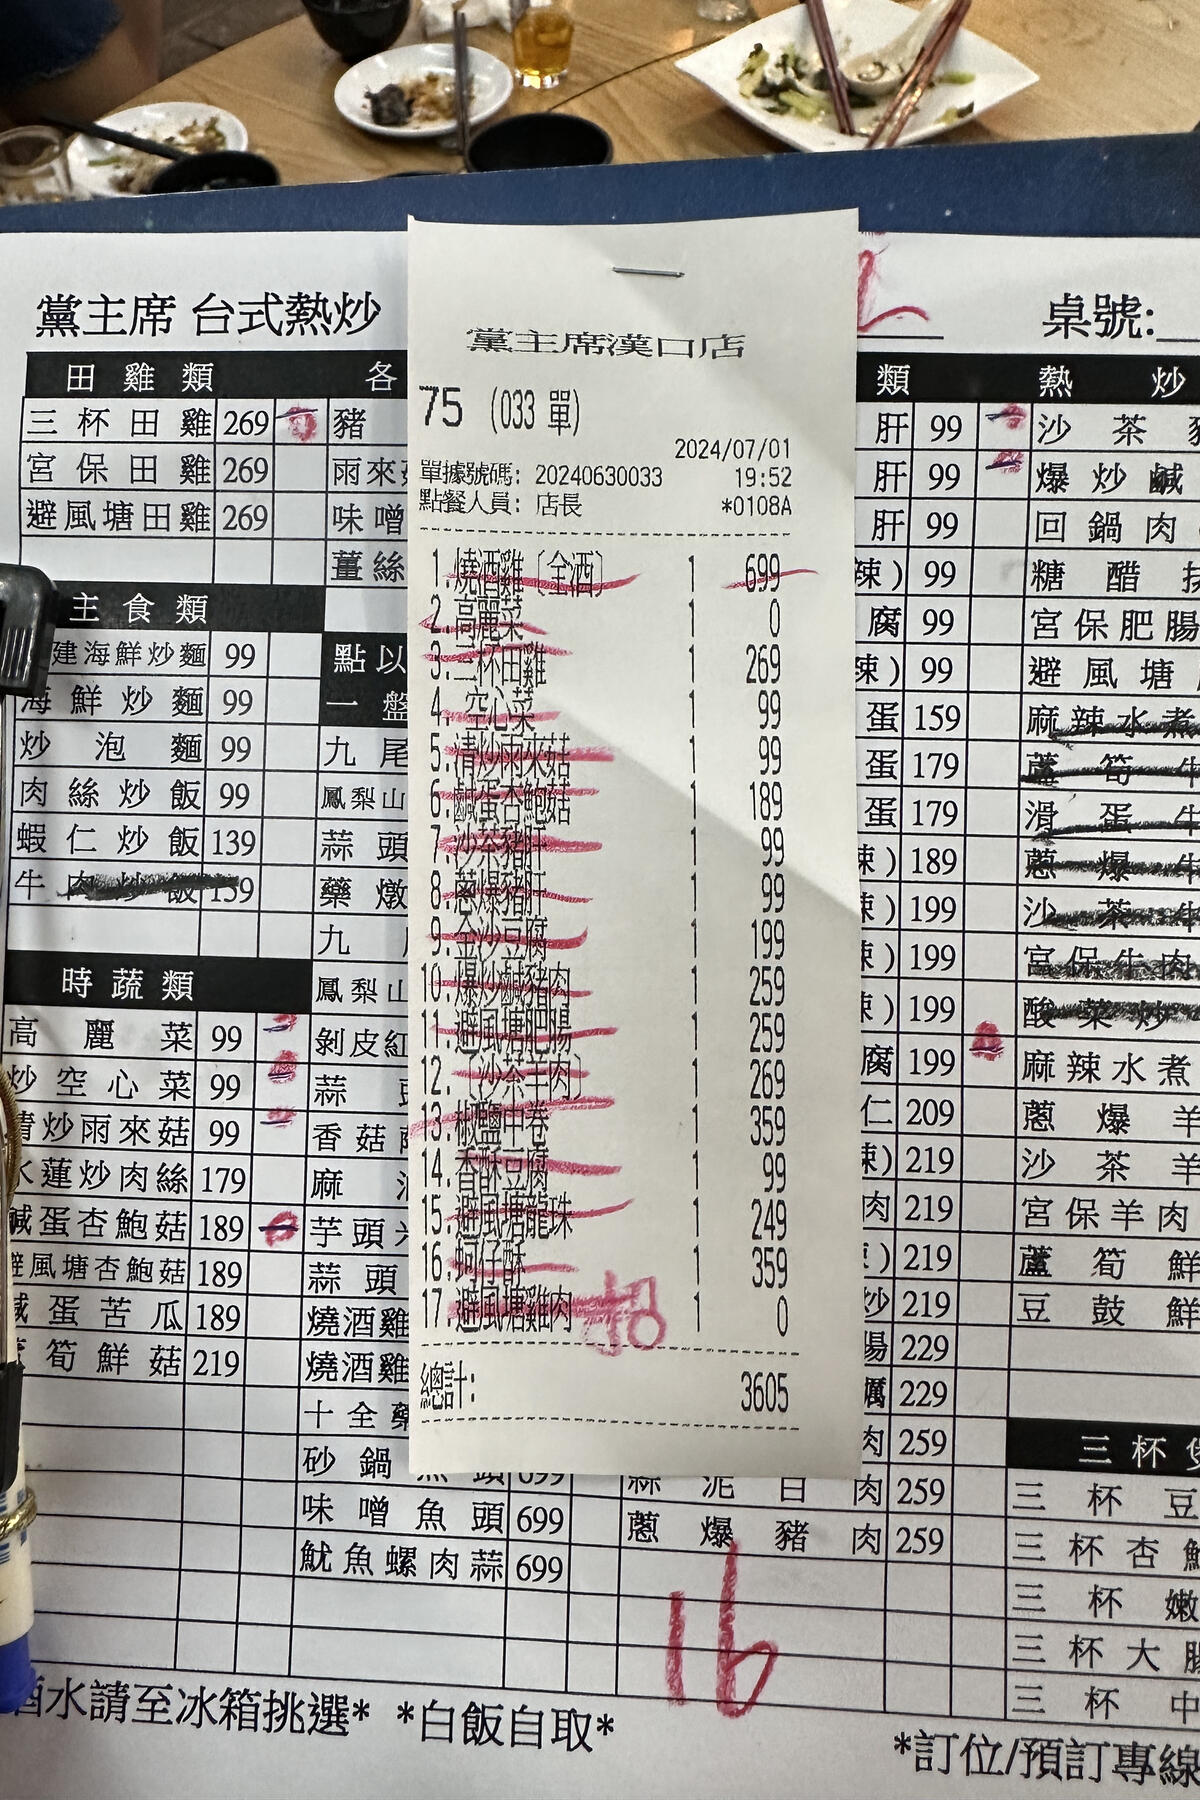 黨主席 台式熱炒
桌號:
黨主席漢口店
75 (033 單)
2024/07/01
單據號碼: 20240630033 19:52
點餐人員: 店長 *0108A
1.燒酒雞〔全酒〕 1 699
2.高麗菜 1 0
3.三杯田雞 1 269
4. 空心菜 1 99
5.清炒雨來菇 1 99
6.鹹蛋杏鮑菇 1 189
7.沙茶豬肝 1 99
8.蔥爆豬肝 1 99
9.金沙豆腐 1 199
10.爆炒鹹豬肉 1 259
11.避風塘肥腸 1 259
12.〔沙茶羊肉〕 1 269
13.椒鹽中卷 1 359
14.香酥豆腐 1 99
15.避風塘龍珠 1 249
16.蚵仔酥 1 359
17.避風塘雞肉 1 0
招
總計: 3605
田雞類
三杯田雞 269
宮保田雞 269
避風塘田雞 269
主食類
建海鮮炒麵 99
海鮮炒麵 99
炒泡麵 99
肉絲炒飯 99
蝦仁炒飯 139
牛肉炒飯 159
時蔬類
高麗菜 99
炒空心菜 99
清炒雨來菇 99
水蓮炒肉絲 179
鹹蛋杏鮑菇 189
避風塘杏鮑菇 189
鹹蛋苦瓜 189
筍鮮菇 219
各
豬
雨來菇
味噌
薑絲
點以
一盤
九尾
鳳梨山
蒜頭
藥燉
九
鳳梨山
剝皮紅
蒜
香菇
麻
芋頭
蒜頭
燒酒雞
燒酒雞
十全藥
砂鍋魚頭 699
味噌魚頭 699
魷魚螺肉蒜 699
類
肝 99
肝 99
肝 99
辣) 99
腐 99
辣) 99
蛋 159
蛋 179
蛋 179
辣) 189
辣) 199
辣) 199
辣) 199
腐 199
仁 209
辣) 219
肉 219
) 219
炒 219
腸 229
229
肉 259
蒜泥白肉 259
蔥爆豬肉 259
熱炒
沙茶
爆炒鹹
回鍋肉
糖醋
宮保肥腸
避風塘
麻辣水煮
蘆筍牛
滑蛋牛
蔥爆牛
沙茶牛
宮保牛肉
酸菜炒
麻辣水煮
蔥爆羊
沙茶羊
宮保羊肉
蘆筍鮮
豆鼓鮮
三杯煲
三杯豆
三杯杏鮑
三杯嫩
三杯大腸
三杯中
16
酒水請至冰箱挑選* *白飯自取*
*訂位/預訂專線